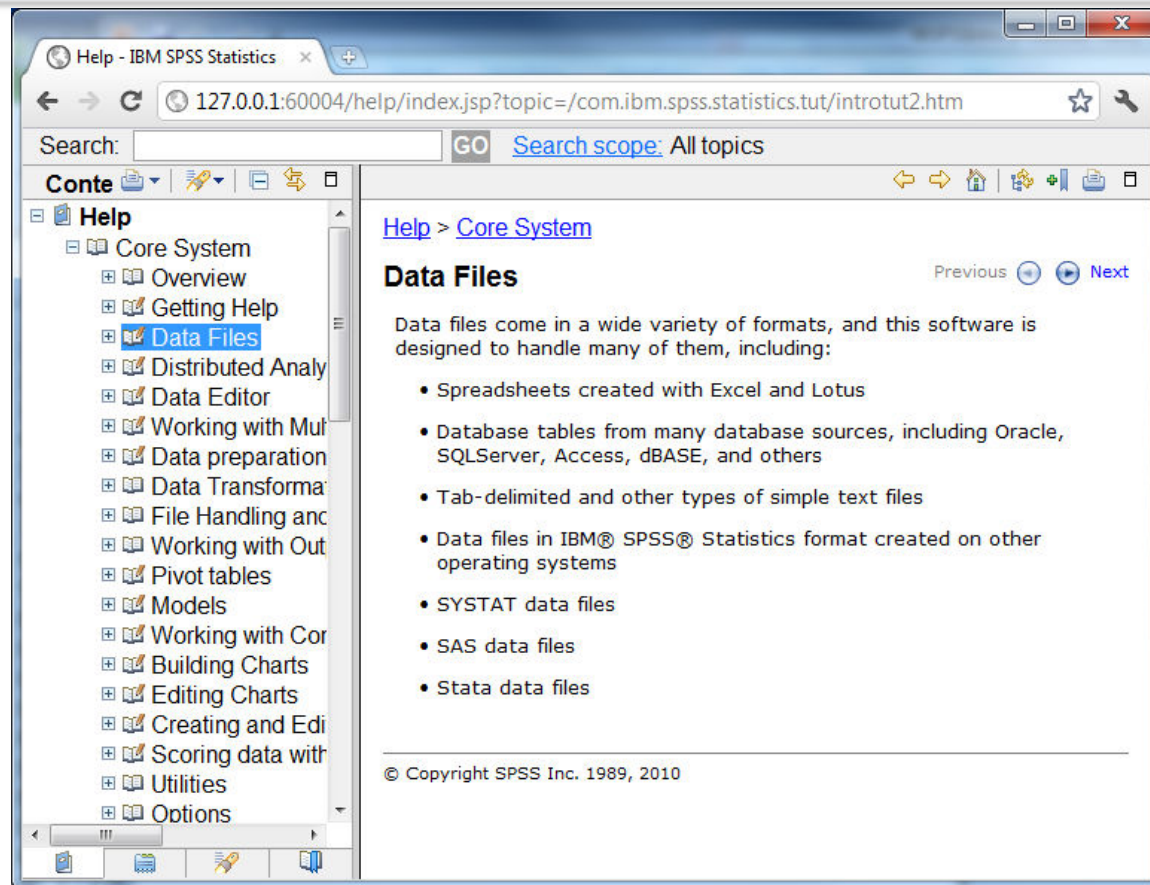 Help - IBM SPSS Statistics
127.0.0.1:60004/help/index.jsp?topic=/com.ibm.spss.statistics.tut/introtut2.htm
Search: GO Search scope: All topics
Conte
Help
Core System
Overview
Getting Help
Data Files
Distributed Analy
Data Editor
Working with Mul
Data preparation
Data Transforma
File Handling and
Working with Out
Pivot tables
Models
Working with Cor
Building Charts
Editing Charts
Creating and Edi
Scoring data with
Utilities
Options
Help > Core System
Data Files
Previous Next
Data files come in a wide variety of formats, and this software is
designed to handle many of them, including:
• Spreadsheets created with Excel and Lotus
• Database tables from many database sources, including Oracle,
SQLServer, Access, dBASE, and others
• Tab-delimited and other types of simple text files
• Data files in IBM® SPSS® Statistics format created on other
operating systems
• SYSTAT data files
• SAS data files
• Stata data files
© Copyright SPSS Inc. 1989, 2010